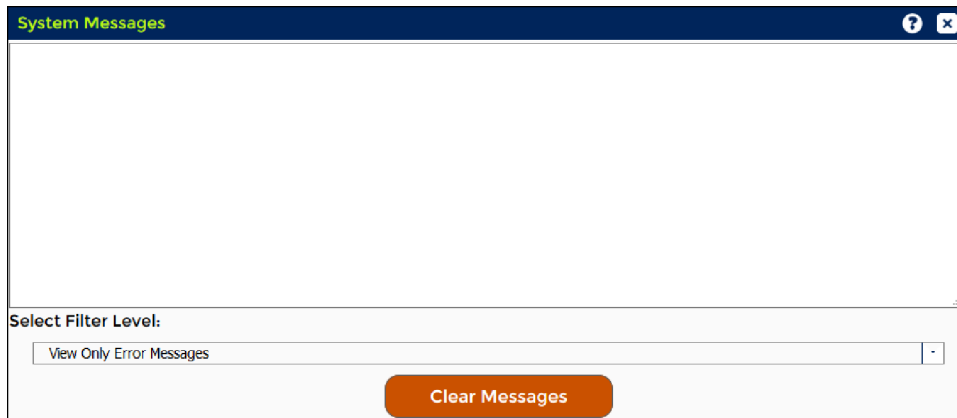 System Messages
Select Filter Level:
View Only Error Messages
Clear Messages